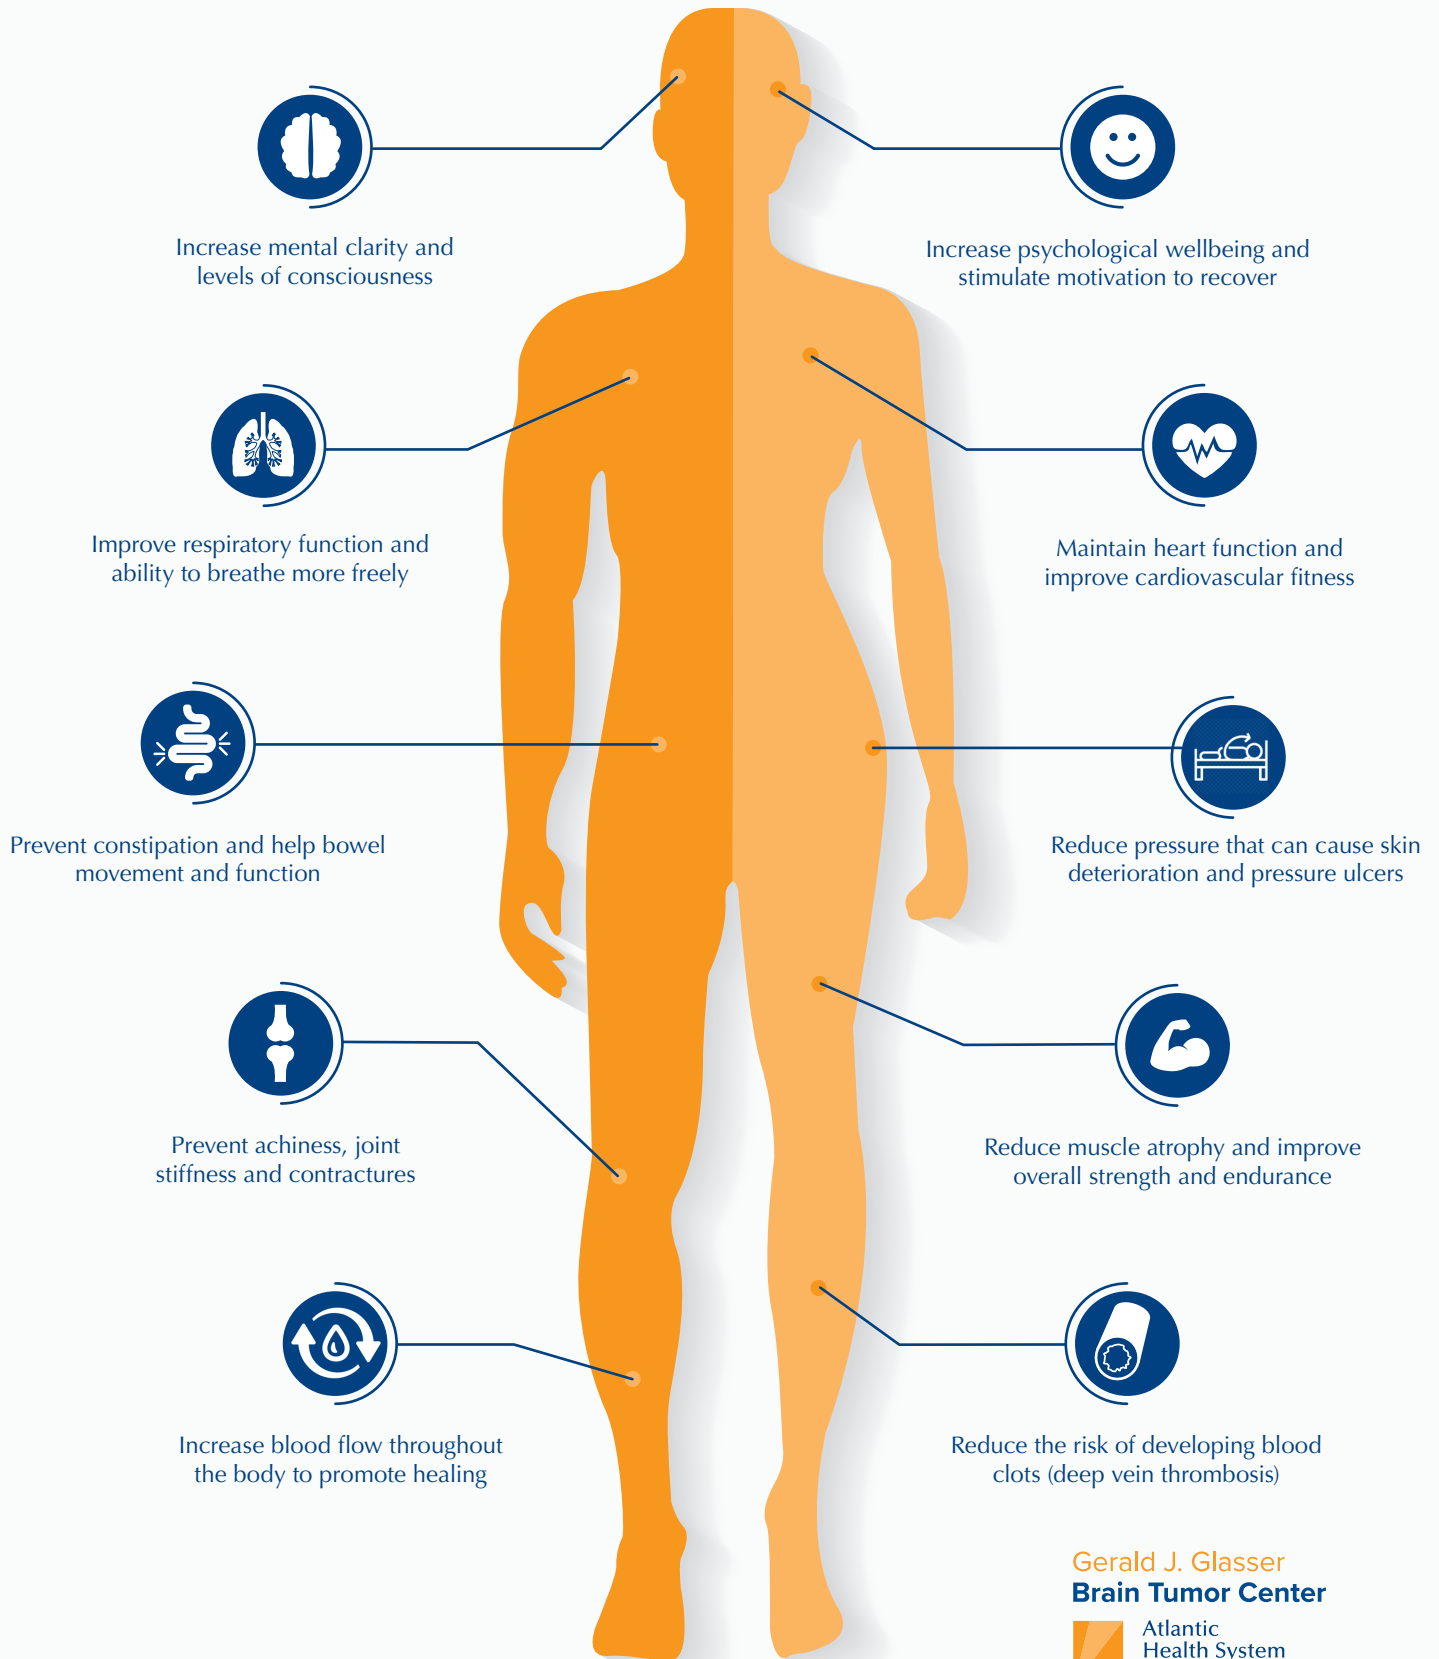 Increase mental clarity and
levels of consciousness
Increase psychological wellbeing and
stimulate motivation to recover
Improve respiratory function and
ability to breathe more freely
Maintain heart function and
improve cardiovascular fitness
Prevent constipation and help bowel
movement and function
Reduce pressure that can cause skin
deterioration and pressure ulcers
Prevent achiness, joint
stiffness and contractures
Reduce muscle atrophy and improve
overall strength and endurance
Increase blood flow throughout
the body to promote healing
Reduce the risk of developing blood
clots (deep vein thrombosis)
Gerald J. Glasser
Brain Tumor Center
Atlantic
Health System